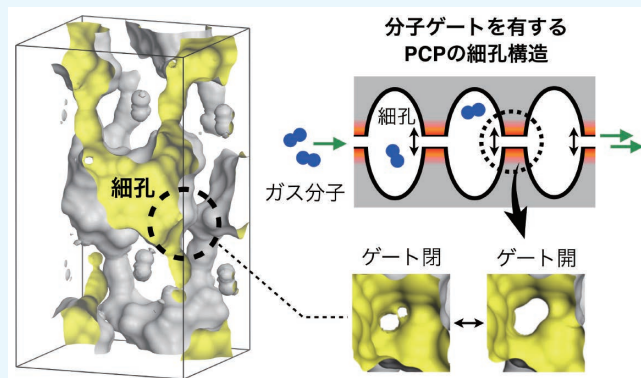 分子ゲートを有する
PCPの細孔構造
細孔
ガス分子
細孔
ゲート閉
ゲート開